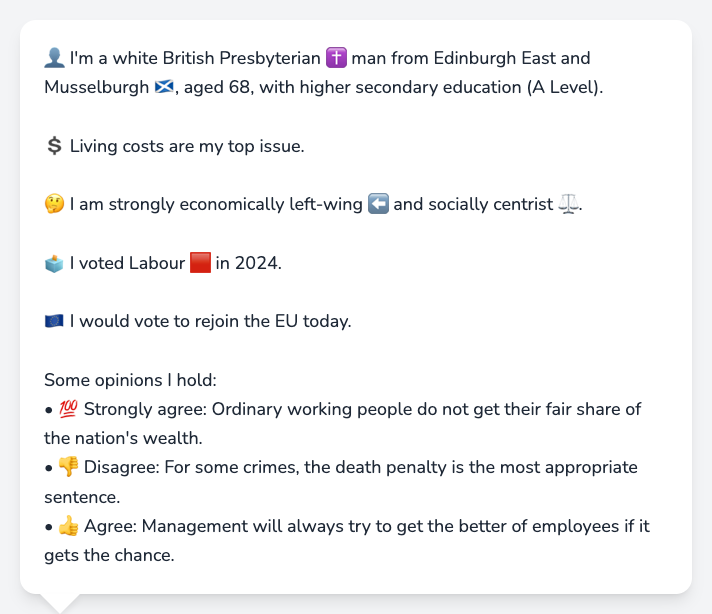 👤 I'm a white British Presbyterian ✝️ man from Edinburgh East and
Musselburgh 🏴󠁧󠁢󠁳󠁣󠁴󠁿, aged 68, with higher secondary education (A Level).
💲 Living costs are my top issue.
🤔 I am strongly economically left-wing ⬅️ and socially centrist ⚖️.
🗳️ I voted Labour 🟥 in 2024.
🇪🇺 I would vote to rejoin the EU today.
Some opinions I hold:
• 💯 Strongly agree: Ordinary working people do not get their fair share of
the nation's wealth.
• 👎 Disagree: For some crimes, the death penalty is the most appropriate
sentence.
• 👍 Agree: Management will always try to get the better of employees if it
gets the chance.